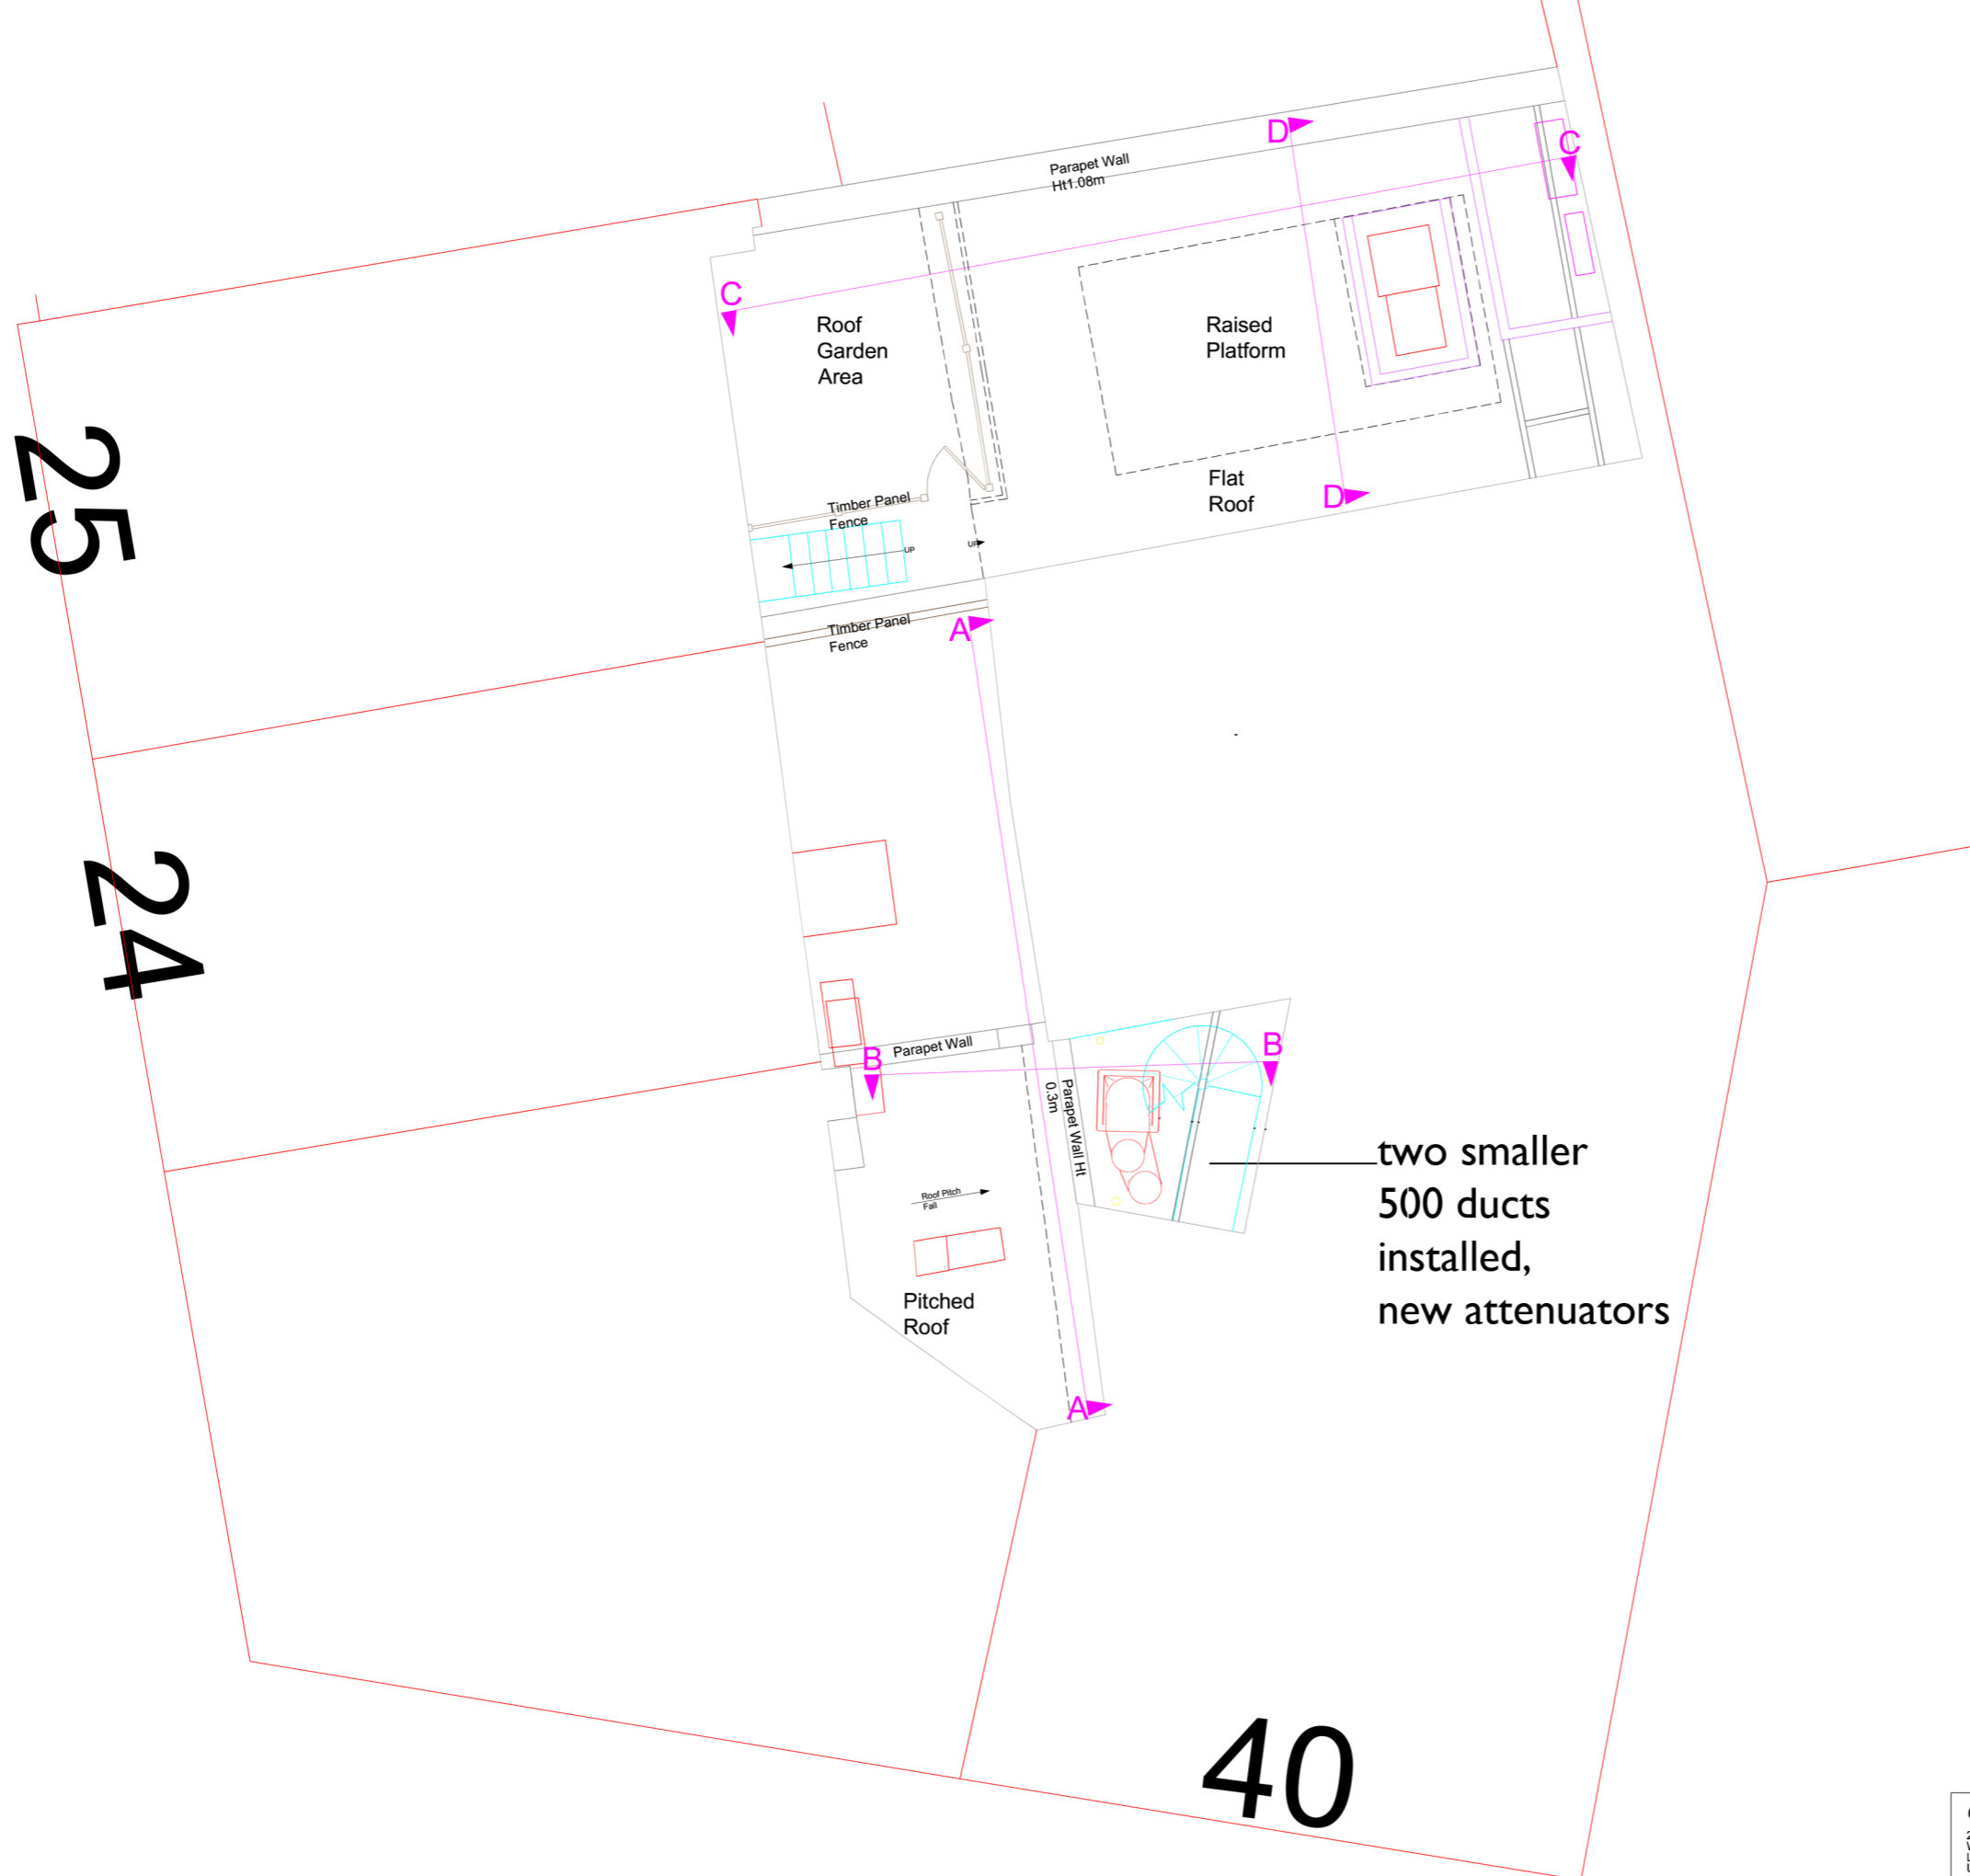 D
C
Parapet Wall
Ht1.08m
C
Roof
Garden
Area
Raised
Platform
25
Flat
Roof
D
Timber Panel
Fence
UP
UP
Timber Panel
Fence
A
24
Parapet Wall
B
B
Parapet Wall Ht
0.3m
two smaller
500 ducts
installed,
new attenuators
Roof Pitch
Fall
Pitched
Roof
A
40